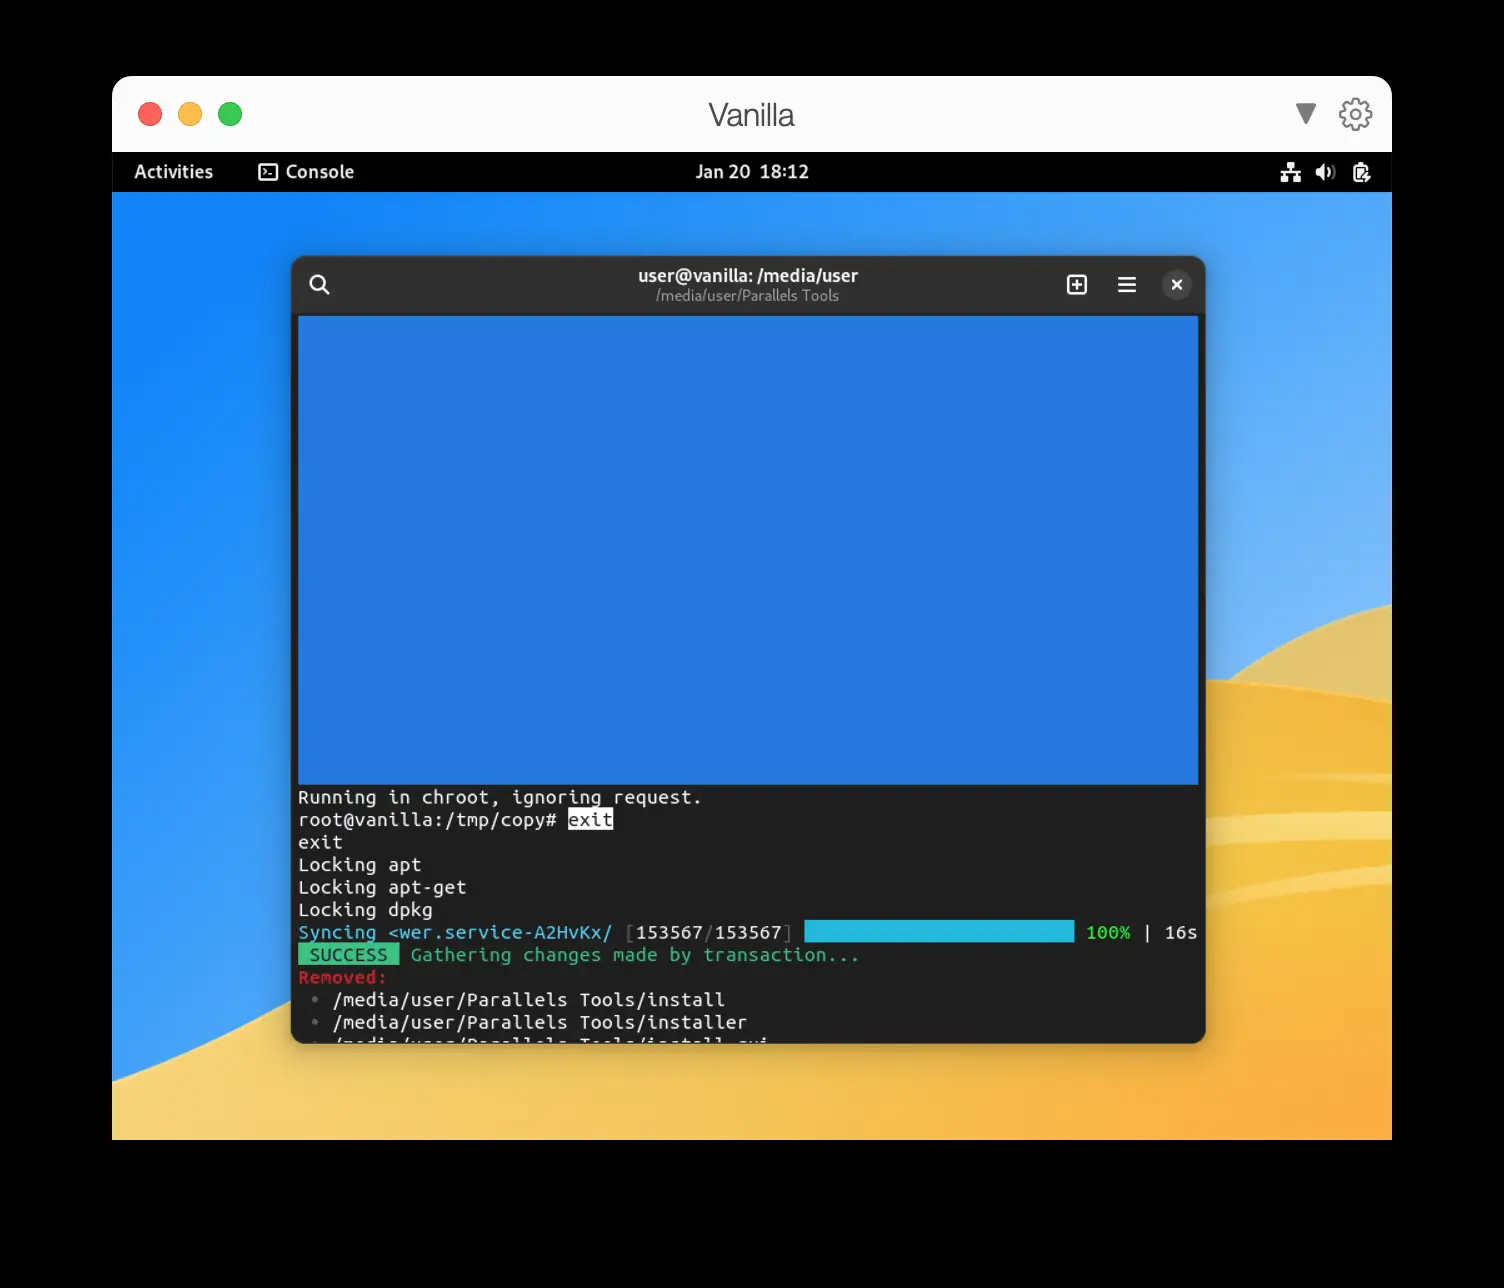 Vanilla
Activities
Console
Jan 20 18:12
user@vanilla: /media/user
/media/user/Parallels Tools
Running in chroot, ignoring request.
root@vanilla:/tmp/copy# exit
exit
Locking apt
Locking apt-get
Locking dpkg
Syncing <wer.service-A2HvKx/ [153567/153567] 100% | 16s
SUCCESS Gathering changes made by transaction...
Removed:
• /media/user/Parallels Tools/install
• /media/user/Parallels Tools/installer